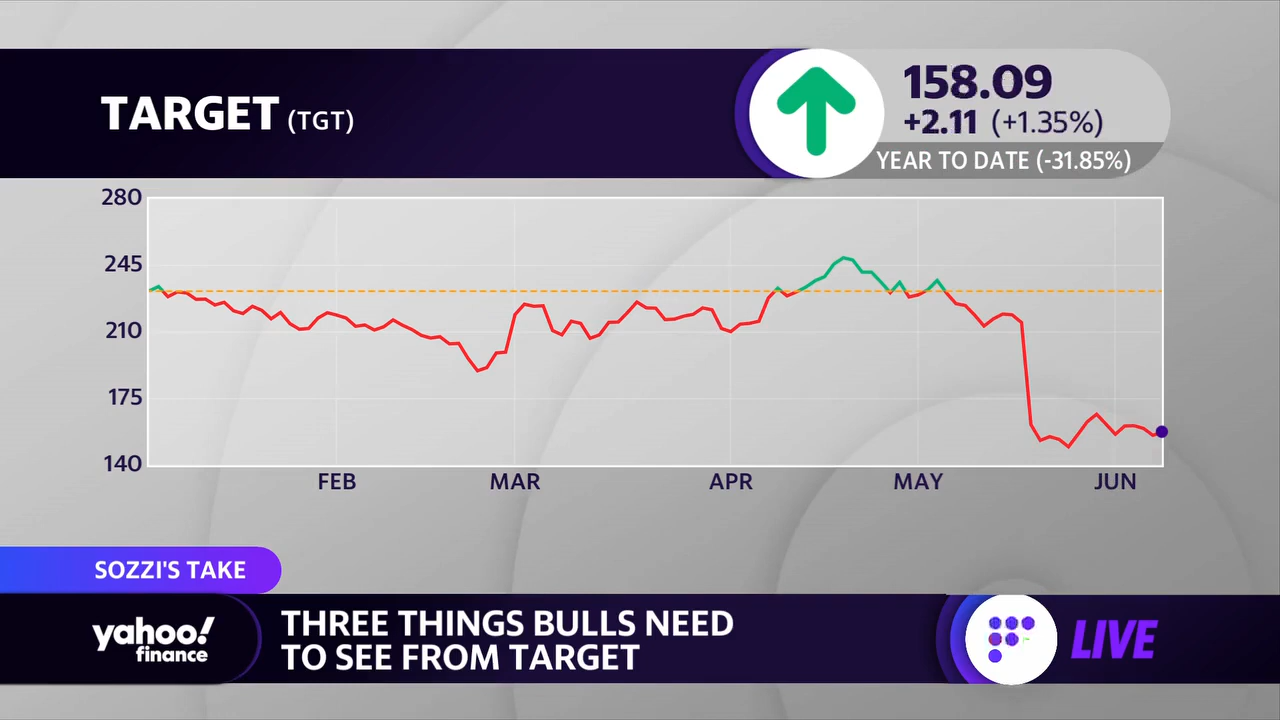 TARGET (TGT)
158.09
+2.11 (+1.35%)
YEAR TO DATE (-31.85%)
280
245
210
175
140
FEB MAR APR MAY JUN
SOZZI'S TAKE
yahoo!
finance
THREE THINGS BULLS NEED
TO SEE FROM TARGET
LIVE